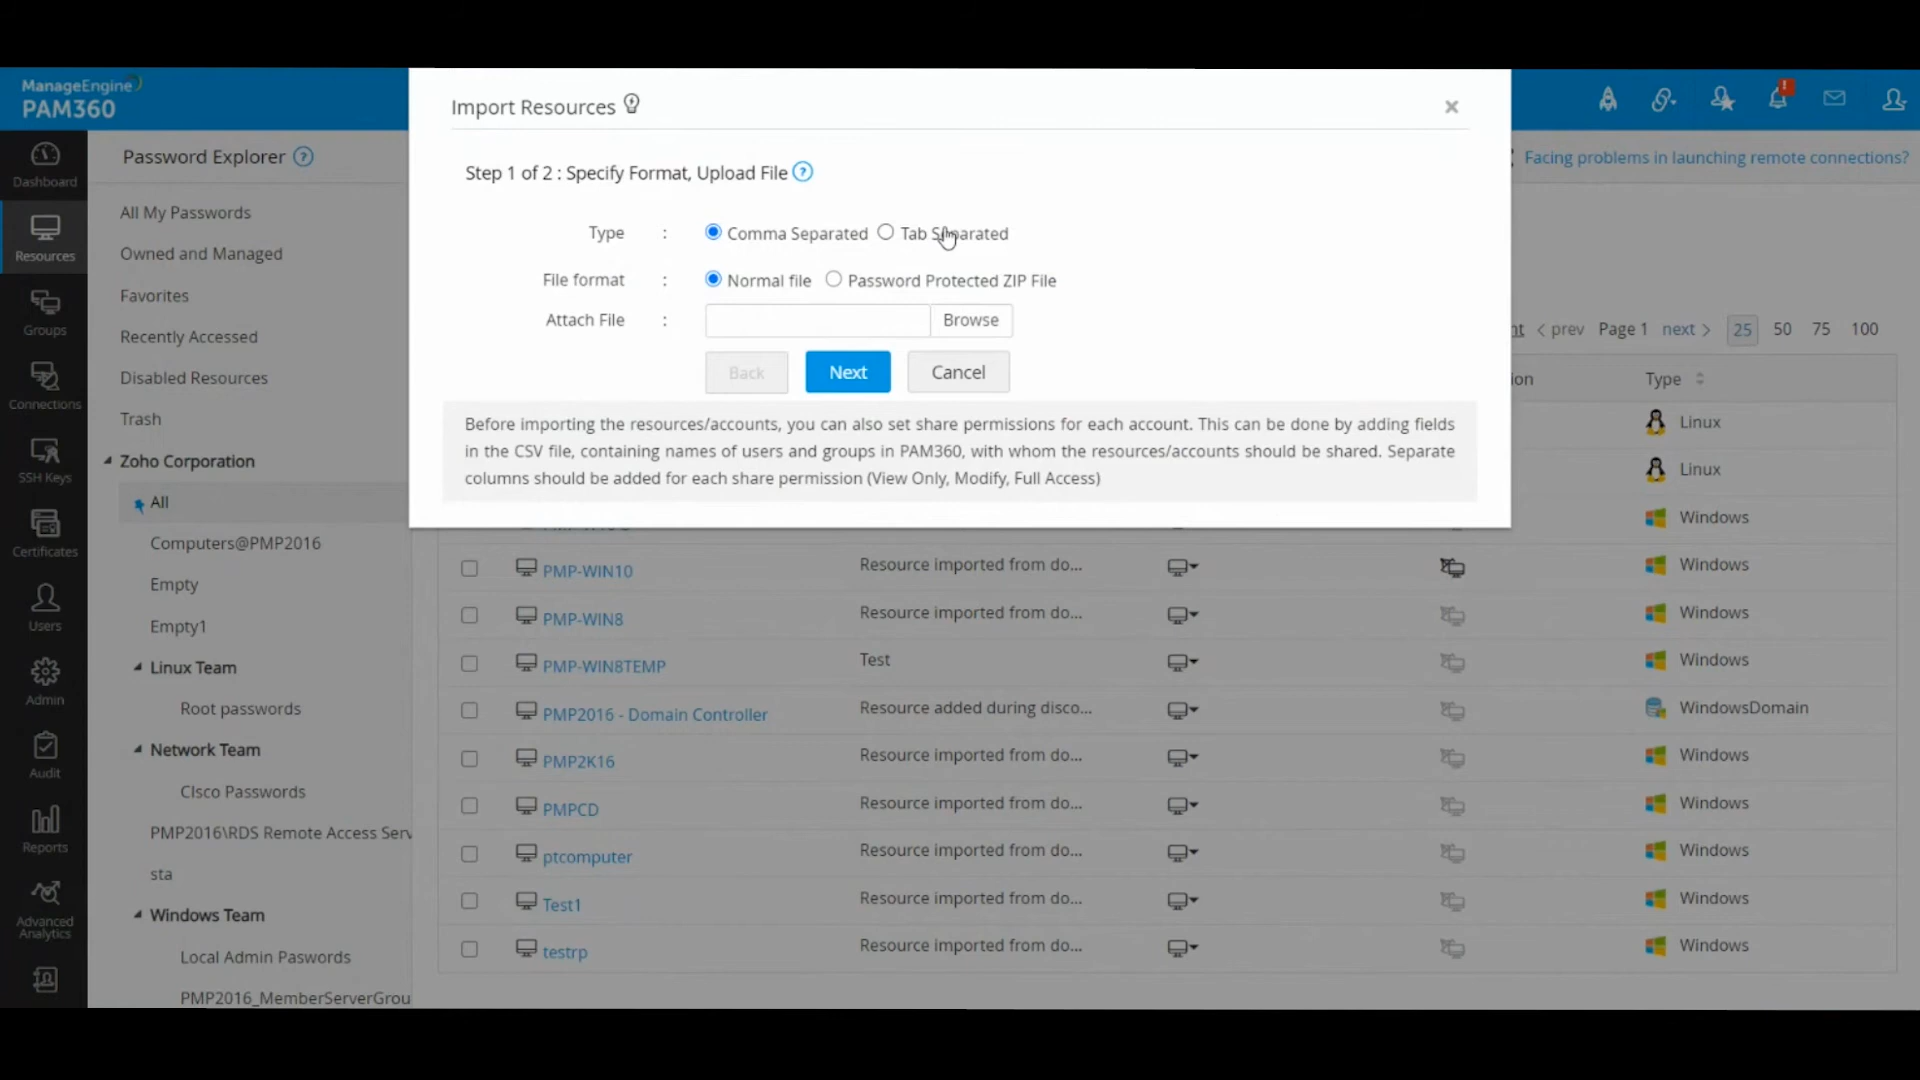 ManageEngine
PAM360
Import Resources
Facing problems in launching remote connections?
Dashboard
Resources
Groups
Connections
SSH Keys
Certificates
Users
Admin
Audit
Reports
Advanced
Analytics
Password Explorer ?
All My Passwords
Owned and Managed
Favorites
Recently Accessed
Disabled Resources
Trash
Zoho Corporation
All
Computers@PMP2016
Empty
Empty1
Linux Team
Root passwords
Network Team
CIsco Passwords
PMP2016\RDS Remote Access Serv
sta
Windows Team
Local Admin Paswords
PMP2016_MemberServerGrou
Step 1 of 2 : Specify Format, Upload File ?
Type : Comma Separated Tab Separated
File format : Normal file Password Protected ZIP File
Attach File : Browse
Back Next Cancel
Before importing the resources/accounts, you can also set share permissions for each account. This can be done by adding fields
in the CSV file, containing names of users and groups in PAM360, with whom the resources/accounts should be shared. Separate
columns should be added for each share permission (View Only, Modify, Full Access)
prev Page 1 next 25 50 75 100
Type
Linux
Linux
Windows
PMP-WIN10 Resource imported from do... Windows
PMP-WIN8 Resource imported from do... Windows
PMP-WIN8TEMP Test Windows
PMP2016 - Domain Controller Resource added during disco... WindowsDomain
PMP2K16 Resource imported from do... Windows
PMPCD Resource imported from do... Windows
ptcomputer Resource imported from do... Windows
Test1 Resource imported from do... Windows
testrp Resource imported from do... Windows